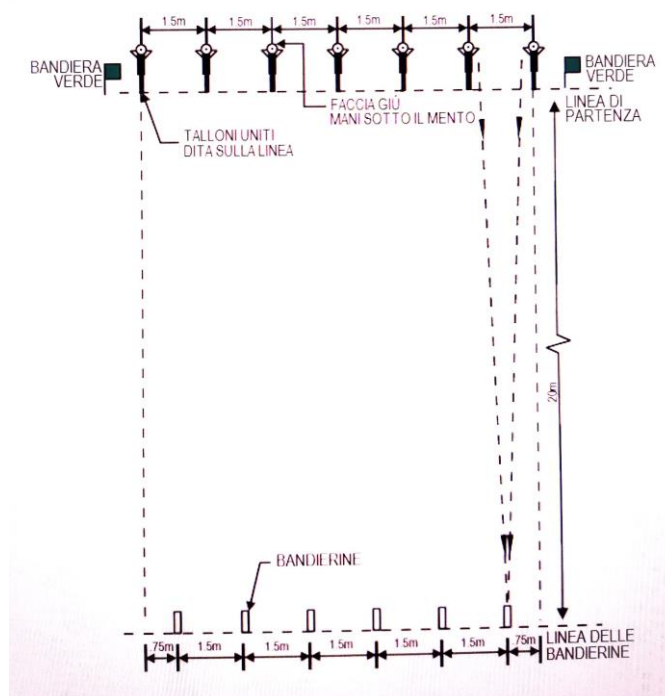 1.5m 1.5m 1.5m 1.5m 1.5m 1.5m
BANDIERA
VERDE
BANDIERA
VERDE
FACCIA GIÙ
MANI SOTTO IL MENTO
LINEA DI
PARTENZA
TALLONI UNITI
DITA SULLA LINEA
20m
BANDIERINE
.75m 1.5m 1.5m 1.5m 1.5m 1.5m .75m
LINEA DELLE
BANDIERINE